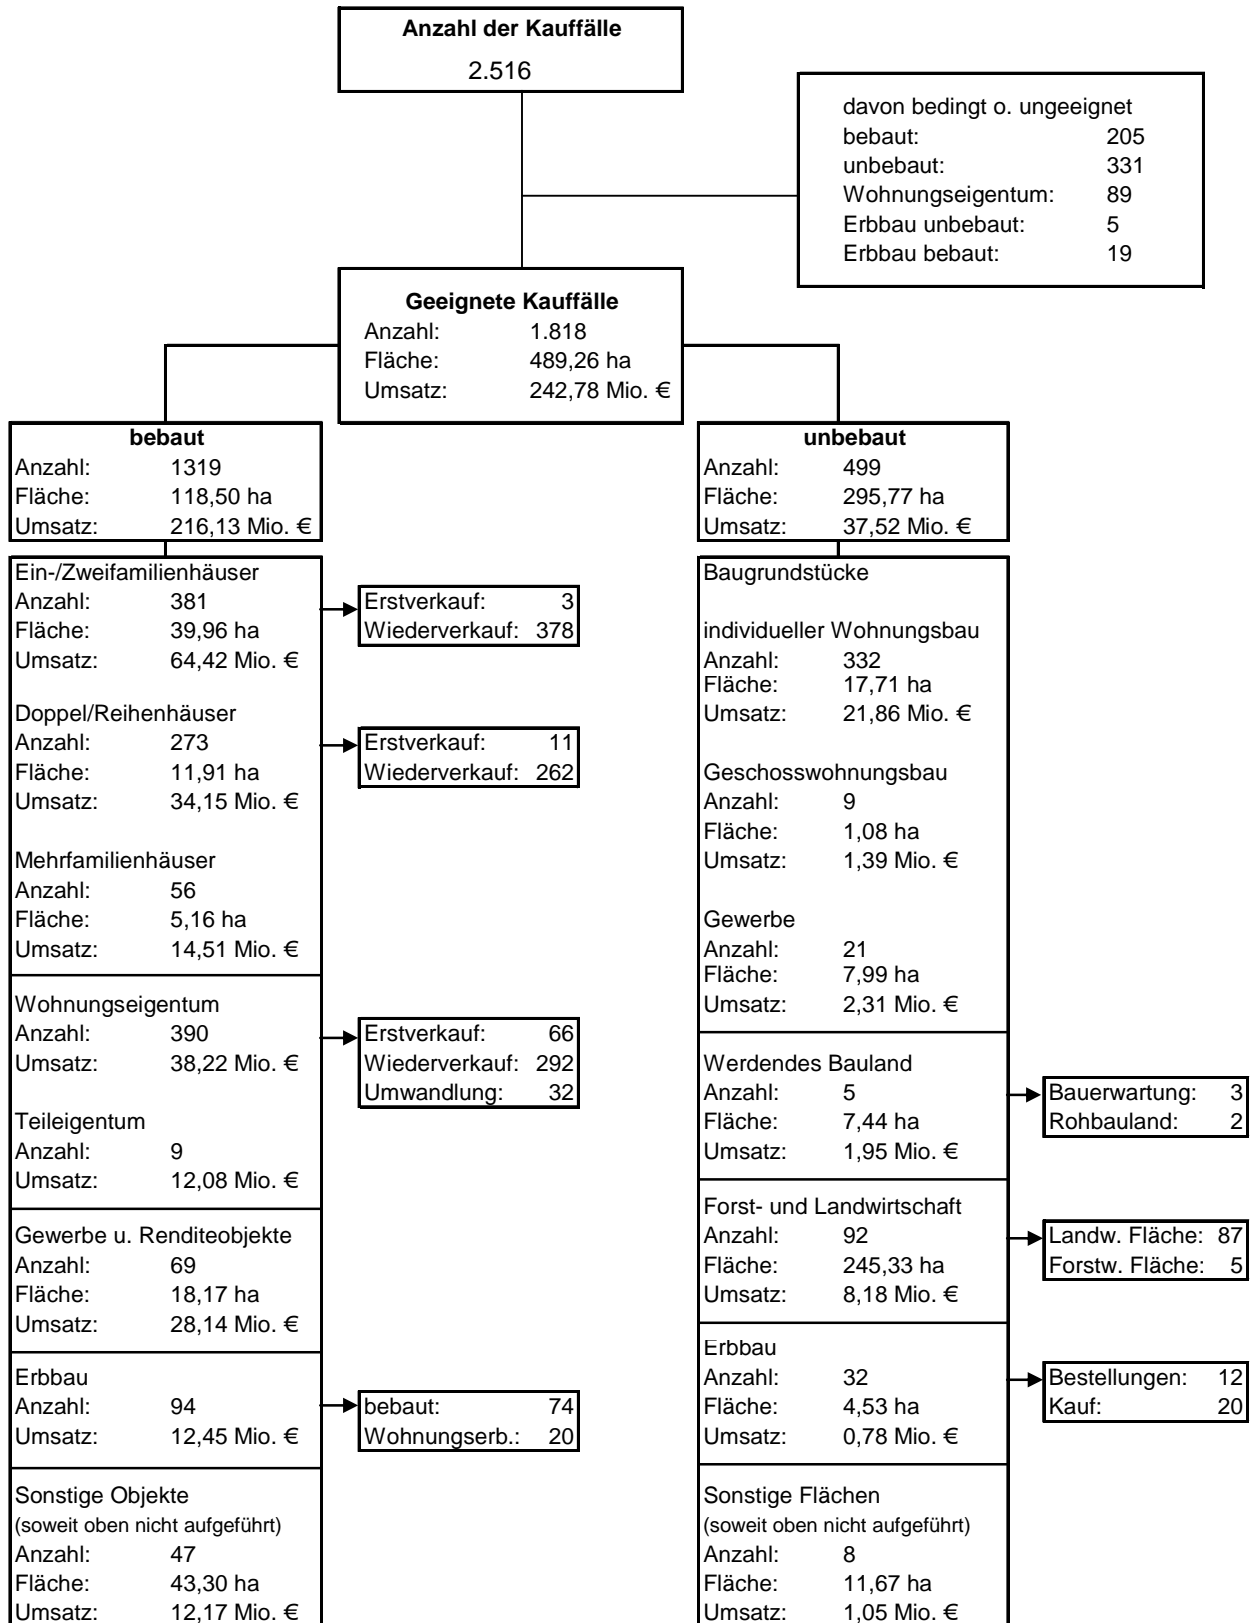 Anzahl der Kauffälle
2.516
davon bedingt o. ungeeignet
bebaut: 205
unbebaut: 331
Wohnungseigentum: 89
Erbbau unbebaut: 5
Erbbau bebaut: 19
Geeignete Kauffälle
Anzahl: 1.818
Fläche: 489,26 ha
Umsatz: 242,78 Mio. €
bebaut
Anzahl: 1319
Fläche: 118,50 ha
Umsatz: 216,13 Mio. €
Ein-/Zweifamilienhäuser
Anzahl: 381
Fläche: 39,96 ha
Umsatz: 64,42 Mio. €
Erstverkauf: 3
Wiederverkauf: 378
Doppel/Reihenhäuser
Anzahl: 273
Fläche: 11,91 ha
Umsatz: 34,15 Mio. €
Erstverkauf: 11
Wiederverkauf: 262
Mehrfamilienhäuser
Anzahl: 56
Fläche: 5,16 ha
Umsatz: 14,51 Mio. €
Wohnungseigentum
Anzahl: 390
Umsatz: 38,22 Mio. €
Erstverkauf: 66
Wiederverkauf: 292
Umwandlung: 32
Teileigentum
Anzahl: 9
Umsatz: 12,08 Mio. €
Gewerbe u. Renditeobjekte
Anzahl: 69
Fläche: 18,17 ha
Umsatz: 28,14 Mio. €
Erbbau
Anzahl: 94
Umsatz: 12,45 Mio. €
bebaut: 74
Wohnungserb.: 20
Sonstige Objekte
(soweit oben nicht aufgeführt)
Anzahl: 47
Fläche: 43,30 ha
Umsatz: 12,17 Mio. €
unbebaut
Anzahl: 499
Fläche: 295,77 ha
Umsatz: 37,52 Mio. €
Baugrundstücke
individueller Wohnungsbau
Anzahl: 332
Fläche: 17,71 ha
Umsatz: 21,86 Mio. €
Geschosswohnungsbau
Anzahl: 9
Fläche: 1,08 ha
Umsatz: 1,39 Mio. €
Gewerbe
Anzahl: 21
Fläche: 7,99 ha
Umsatz: 2,31 Mio. €
Werdendes Bauland
Anzahl: 5
Fläche: 7,44 ha
Umsatz: 1,95 Mio. €
Bauerwartung: 3
Rohbauland: 2
Forst- und Landwirtschaft
Anzahl: 92
Fläche: 245,33 ha
Umsatz: 8,18 Mio. €
Landw. Fläche: 87
Forstw. Fläche: 5
Erbbau
Anzahl: 32
Fläche: 4,53 ha
Umsatz: 0,78 Mio. €
Bestellungen: 12
Kauf: 20
Sonstige Flächen
(soweit oben nicht aufgeführt)
Anzahl: 8
Fläche: 11,67 ha
Umsatz: 1,05 Mio. €